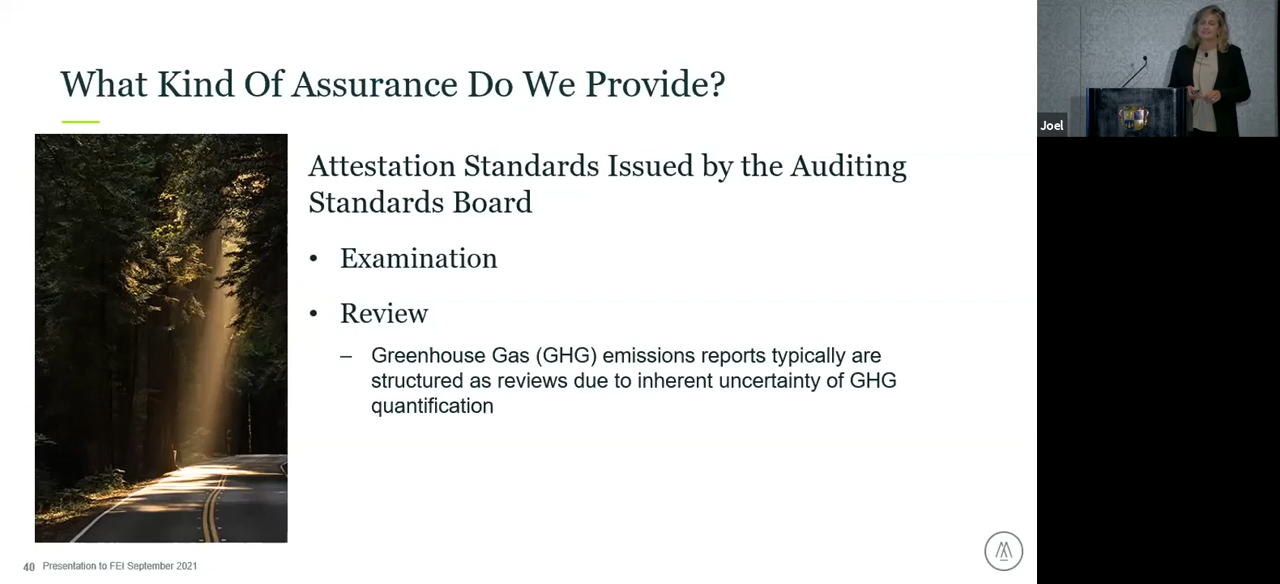 What Kind Of Assurance Do We Provide?
Attestation Standards Issued by the Auditing
Standards Board
• Examination
• Review
– Greenhouse Gas (GHG) emissions reports typically are
structured as reviews due to inherent uncertainty of GHG
quantification
40 Presentation to FEI September 2021
Joel